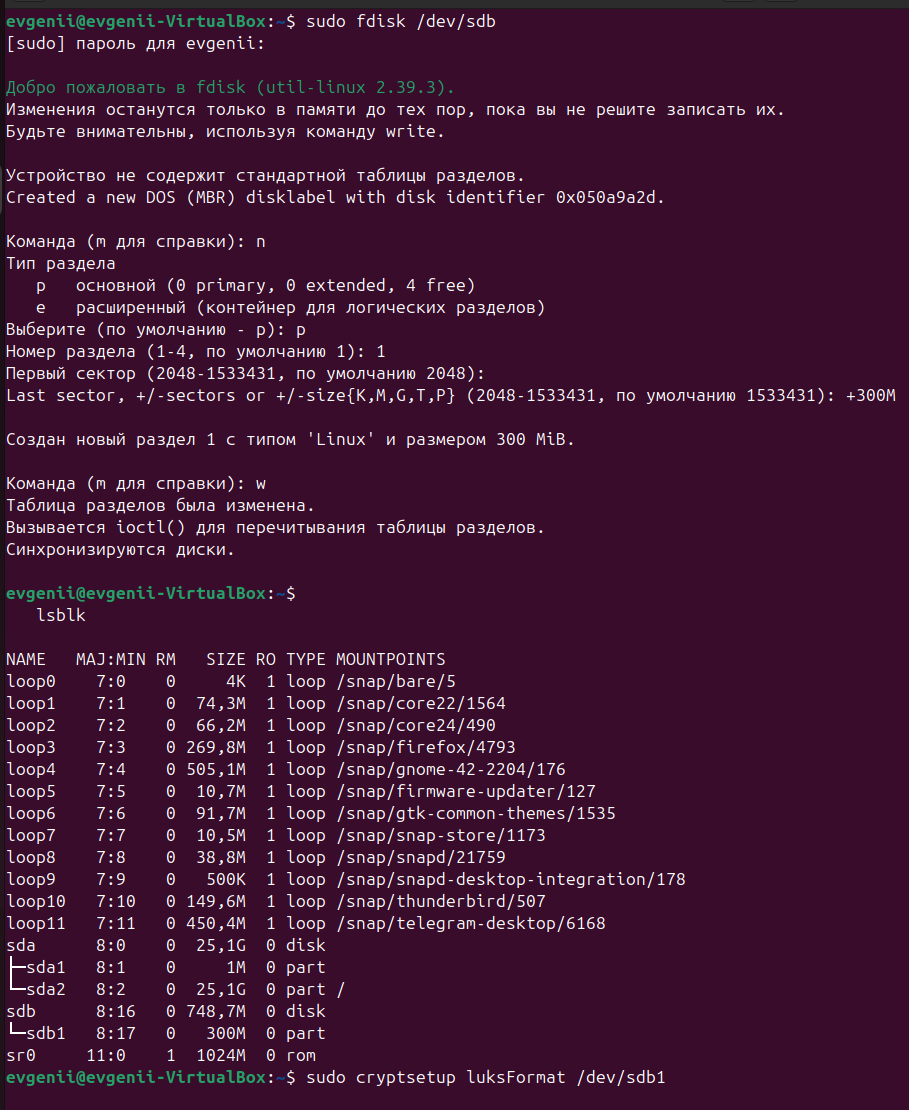 evgenii@evgenii-VirtualBox:~$ sudo fdisk /dev/sdb
[sudo] пароль для evgenii:
Добро пожаловать в fdisk (util-linux 2.39.3).
Изменения останутся только в памяти до тех пор, пока вы не решите записать их.
Будьте внимательны, используя команду write.
Устройство не содержит стандартной таблицы разделов.
Created a new DOS (MBR) disklabel with disk identifier 0x050a9a2d.
Команда (m для справки): n
Тип раздела
   p   основной (0 primary, 0 extended, 4 free)
   e   расширенный (контейнер для логических разделов)
Выберите (по умолчанию - p): p
Номер раздела (1-4, по умолчанию 1): 1
Первый сектор (2048-1533431, по умолчанию 2048):
Last sector, +/-sectors or +/-size{K,M,G,T,P} (2048-1533431, по умолчанию 1533431): +300M
Создан новый раздел 1 с типом 'Linux' и размером 300 MiB.
Команда (m для справки): w
Таблица разделов была изменена.
Вызывается ioctl() для перечитывания таблицы разделов.
Синхронизируются диски.
evgenii@evgenii-VirtualBox:~$
   lsblk
NAME   MAJ:MIN RM   SIZE RO TYPE MOUNTPOINTS
loop0    7:0    0     4K  1 loop /snap/bare/5
loop1    7:1    0  74,3M  1 loop /snap/core22/1564
loop2    7:2    0  66,2M  1 loop /snap/core24/490
loop3    7:3    0 269,8M  1 loop /snap/firefox/4793
loop4    7:4    0 505,1M  1 loop /snap/gnome-42-2204/176
loop5    7:5    0  10,7M  1 loop /snap/firmware-updater/127
loop6    7:6    0  91,7M  1 loop /snap/gtk-common-themes/1535
loop7    7:7    0  10,5M  1 loop /snap/snap-store/1173
loop8    7:8    0  38,8M  1 loop /snap/snapd/21759
loop9    7:9    0   500K  1 loop /snap/snapd-desktop-integration/178
loop10   7:10   0 149,6M  1 loop /snap/thunderbird/507
loop11   7:11   0 450,4M  1 loop /snap/telegram-desktop/6168
sda      8:0    0  25,1G  0 disk
├─sda1   8:1    0     1M  0 part
└─sda2   8:2    0  25,1G  0 part /
sdb      8:16   0 748,7M  0 disk
└─sdb1   8:17   0   300M  0 part
sr0     11:0    1  1024M  0 rom
evgenii@evgenii-VirtualBox:~$ sudo cryptsetup luksFormat /dev/sdb1